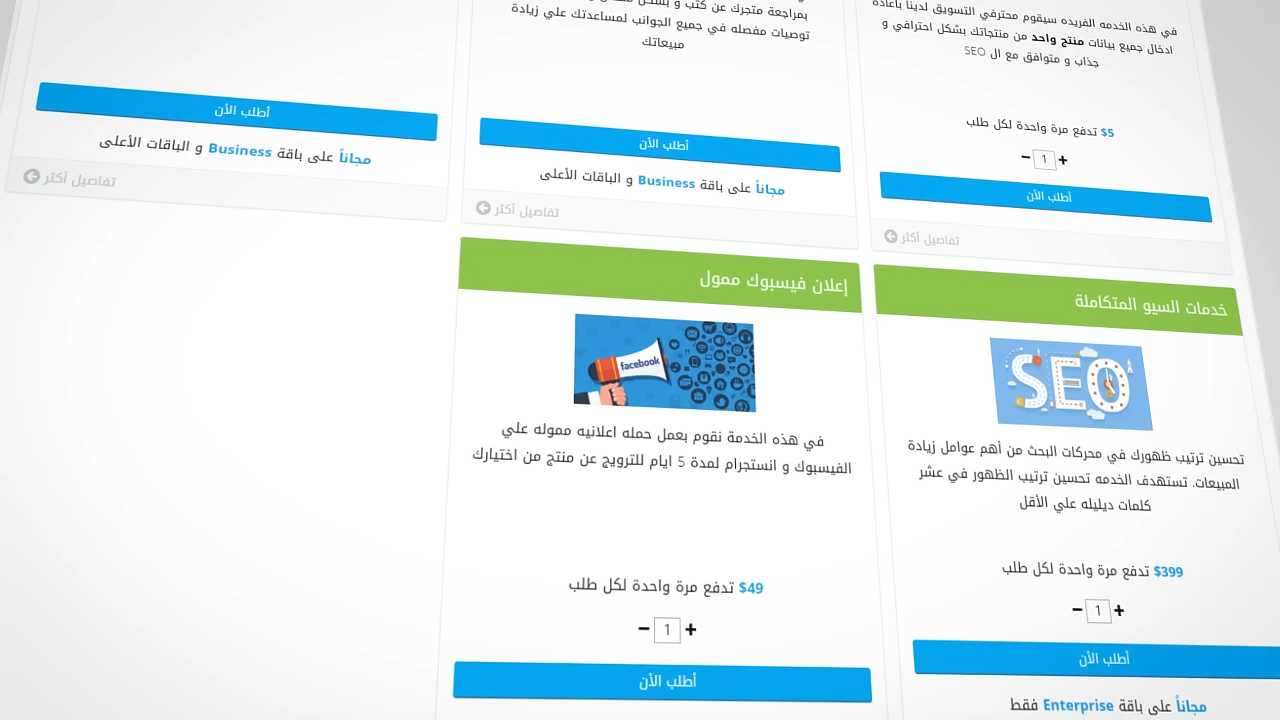 في هذه الخدمه الفريده سيقوم محترفي التسويق لدينا باعادة
ادخال جميع بيانات منتج واحد من منتجاتك بشكل احترافي و
جذاب و متوافق مع ال SEO
$5 تدفع مرة واحدة لكل طلب
+ 1 −
أطلب الأن
تفاصيل أكثر
بمراجعة متجرك عن كثب و
توصيات مفصله في جميع الجوانب لمساعدتك علي زيادة
مبيعاتك
أطلب الأن
مجاناً على باقة Business و الباقات الأعلى
تفاصيل أكثر
أطلب الأن
مجاناً على باقة Business و الباقات الأعلى
تفاصيل أكثر
خدمات السيو المتكاملة
SEO
تحسين ترتيب ظهورك في محركات البحث من أهم عوامل زيادة
المبيعات. تستهدف الخدمه تحسين ترتيب الظهور في عشر
كلمات ديليله علي الأقل
$399 تدفع مرة واحدة لكل طلب
+ 1 −
أطلب الأن
مجاناً على باقة Enterprise فقط
إعلان فيسبوك ممول
facebook
في هذه الخدمة نقوم بعمل حمله اعلانيه مموله علي
الفيسبوك و انستجرام لمدة 5 ايام للترويج عن منتج من اختيارك
$49 تدفع مرة واحدة لكل طلب
+ 1 −
أطلب الأن